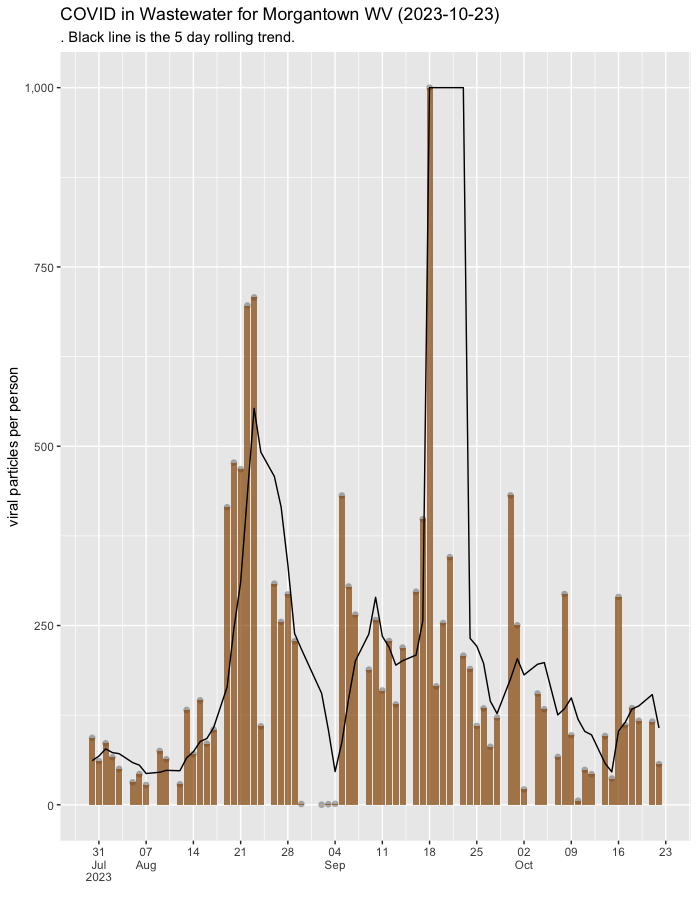 COVID in Wastewater for Morgantown WV (2023-10-23)
. Black line is the 5 day rolling trend.
1,000
750
500
250
0
viral particles per person
31 07 14 21 28 04 11 18 25 02 09 16 23
Jul Aug Sep Oct
2023